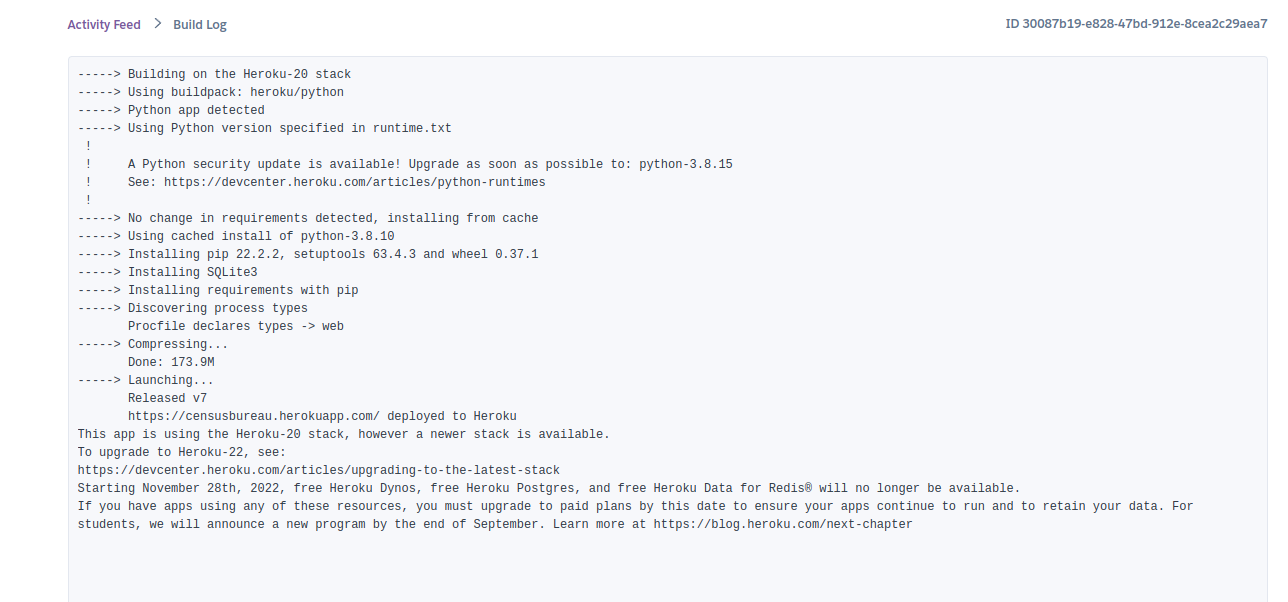 Activity Feed > Build Log
ID 30087b19-e828-47bd-912e-8cea2c29aea7
-----> Building on the Heroku-20 stack
-----> Using buildpack: heroku/python
-----> Python app detected
-----> Using Python version specified in runtime.txt
 !
 !     A Python security update is available! Upgrade as soon as possible to: python-3.8.15
 !     See: https://devcenter.heroku.com/articles/python-runtimes
 !
-----> No change in requirements detected, installing from cache
-----> Using cached install of python-3.8.10
-----> Installing pip 22.2.2, setuptools 63.4.3 and wheel 0.37.1
-----> Installing SQLite3
-----> Installing requirements with pip
-----> Discovering process types
       Procfile declares types -> web
-----> Compressing...
       Done: 173.9M
-----> Launching...
       Released v7
       https://censusbureau.herokuapp.com/ deployed to Heroku
This app is using the Heroku-20 stack, however a newer stack is available.
To upgrade to Heroku-22, see:
https://devcenter.heroku.com/articles/upgrading-to-the-latest-stack
Starting November 28th, 2022, free Heroku Dynos, free Heroku Postgres, and free Heroku Data for Redis® will no longer be available.
If you have apps using any of these resources, you must upgrade to paid plans by this date to ensure your apps continue to run and to retain your data. For
students, we will announce a new program by the end of September. Learn more at https://blog.heroku.com/next-chapter